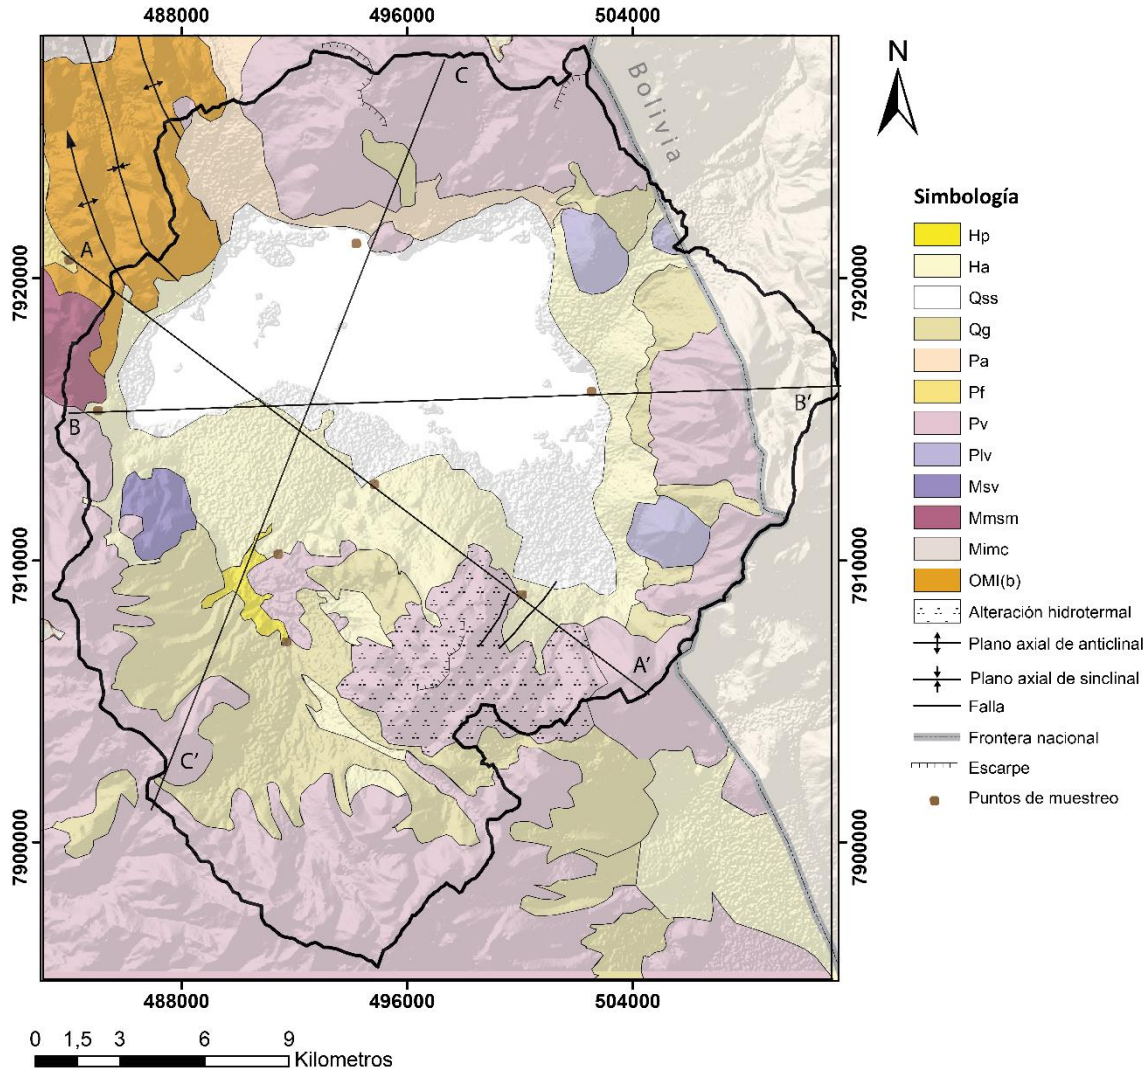 488000 496000 504000
N
C
Bolivia
A
7920000 7920000
B
B'
7910000 7910000
A'
C'
7900000 7900000
488000 496000 504000
0 1,5 3 6 9
Kilometros
Simbología
Hp
Ha
Qss
Qg
Pa
Pf
Pv
Plv
Msv
Mmsm
Mimc
OMI(b)
Alteración hidrotermal
Plano axial de anticlinal
Plano axial de sinclinal
Falla
Frontera nacional
Escarpe
Puntos de muestreo